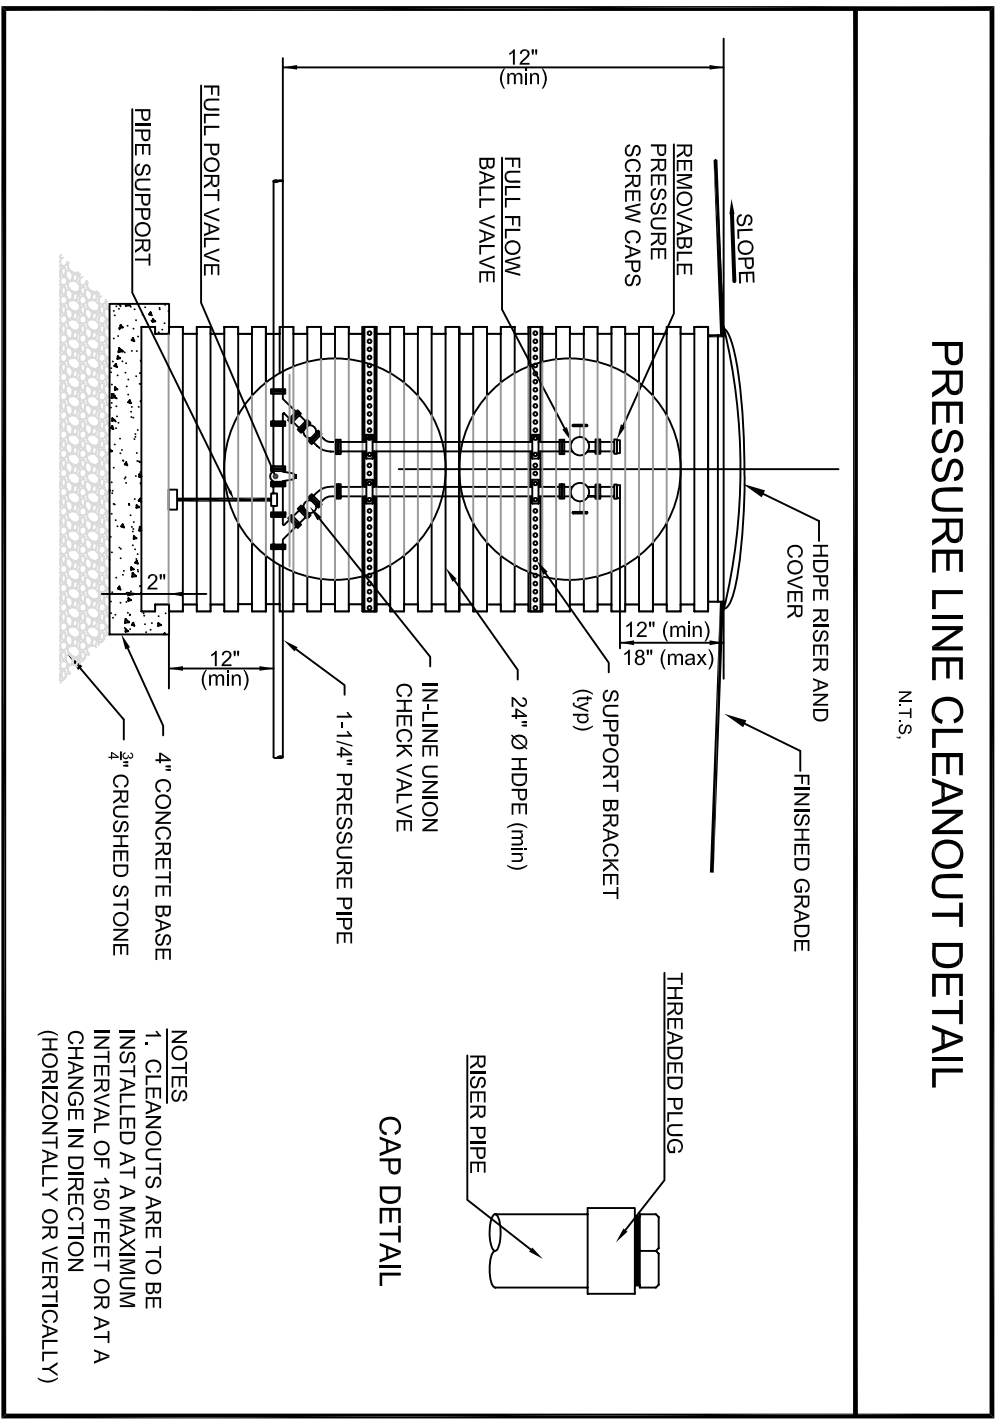 PRESSURE LINE CLEANOUT DETAIL
N.T.S,
12"
(min)
SLOPE
REMOVABLE
PRESSURE
SCREW CAPS
FULL FLOW
BALL VALVE
FULL PORT VALVE
PIPE SUPPORT
HDPE RISER AND
COVER
FINISHED GRADE
12" (min)
18" (max)
SUPPORT BRACKET
(typ)
24" Ø HDPE (min)
IN-LINE UNION
CHECK VALVE
1-1/4" PRESSURE PIPE
12"
(min)
2"
4" CONCRETE BASE
3/4" CRUSHED STONE
THREADED PLUG
RISER PIPE
CAP DETAIL
NOTES
1. CLEANOUTS ARE TO BE
INSTALLED AT A MAXIMUM
INTERVAL OF 150 FEET OR AT A
CHANGE IN DIRECTION
(HORIZONTALLY OR VERTICALLY)